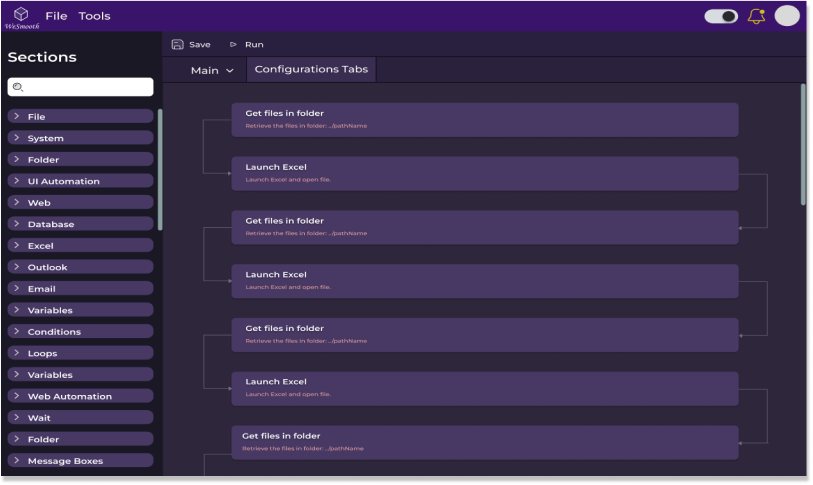 File Tools
WeSmooth
Sections
Save Run
Main Configurations Tabs
File
System
Folder
UI Automation
Web
Database
Excel
Outlook
Email
Variables
Conditions
Loops
Variables
Web Automation
Wait
Folder
Message Boxes
Get files in folder
Retrieve the files in folder: ../pathName
Launch Excel
Launch Excel and open file.
Get files in folder
Retrieve the files in folder: ../pathName
Launch Excel
Launch Excel and open file.
Get files in folder
Retrieve the files in folder: ../pathName
Launch Excel
Launch Excel and open file.
Get files in folder
Retrieve the files in folder: ../pathName